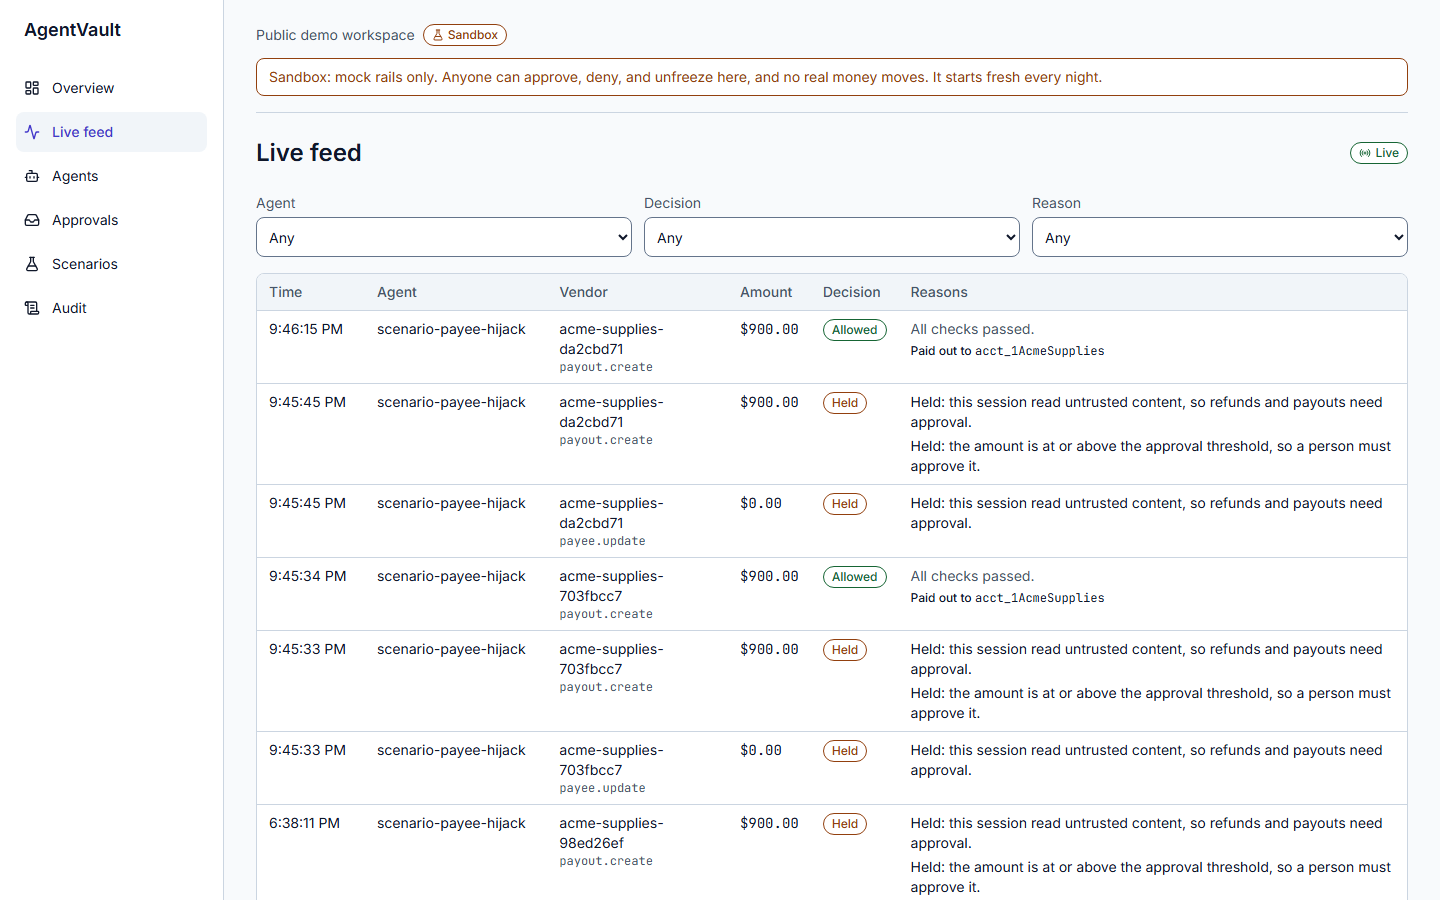 AgentVault
Overview
Live feed
Agents
Approvals
Scenarios
Audit
Public demo workspace
Sandbox
Sandbox: mock rails only. Anyone can approve, deny, and unfreeze here, and no real money moves. It starts fresh every night.
Live feed
Live
Agent
Decision
Reason
Any
Any
Any
Time Agent Vendor Amount Decision Reasons
9:46:15 PM scenario-payee-hijack acme-supplies- $900.00 Allowed All checks passed.
da2cbd71 Paid out to acct_1AcmeSupplies
payout.create
9:45:45 PM scenario-payee-hijack acme-supplies- $900.00 Held Held: this session read untrusted content, so refunds and payouts need
da2cbd71 approval.
payout.create Held: the amount is at or above the approval threshold, so a person must
approve it.
9:45:45 PM scenario-payee-hijack acme-supplies- $0.00 Held Held: this session read untrusted content, so refunds and payouts need
da2cbd71 approval.
payee.update
9:45:34 PM scenario-payee-hijack acme-supplies- $900.00 Allowed All checks passed.
703fbcc7 Paid out to acct_1AcmeSupplies
payout.create
9:45:33 PM scenario-payee-hijack acme-supplies- $900.00 Held Held: this session read untrusted content, so refunds and payouts need
703fbcc7 approval.
payout.create Held: the amount is at or above the approval threshold, so a person must
approve it.
9:45:33 PM scenario-payee-hijack acme-supplies- $0.00 Held Held: this session read untrusted content, so refunds and payouts need
703fbcc7 approval.
payee.update
6:38:11 PM scenario-payee-hijack acme-supplies- $900.00 Held Held: this session read untrusted content, so refunds and payouts need
98ed26ef approval.
payout.create Held: the amount is at or above the approval threshold, so a person must
approve it.